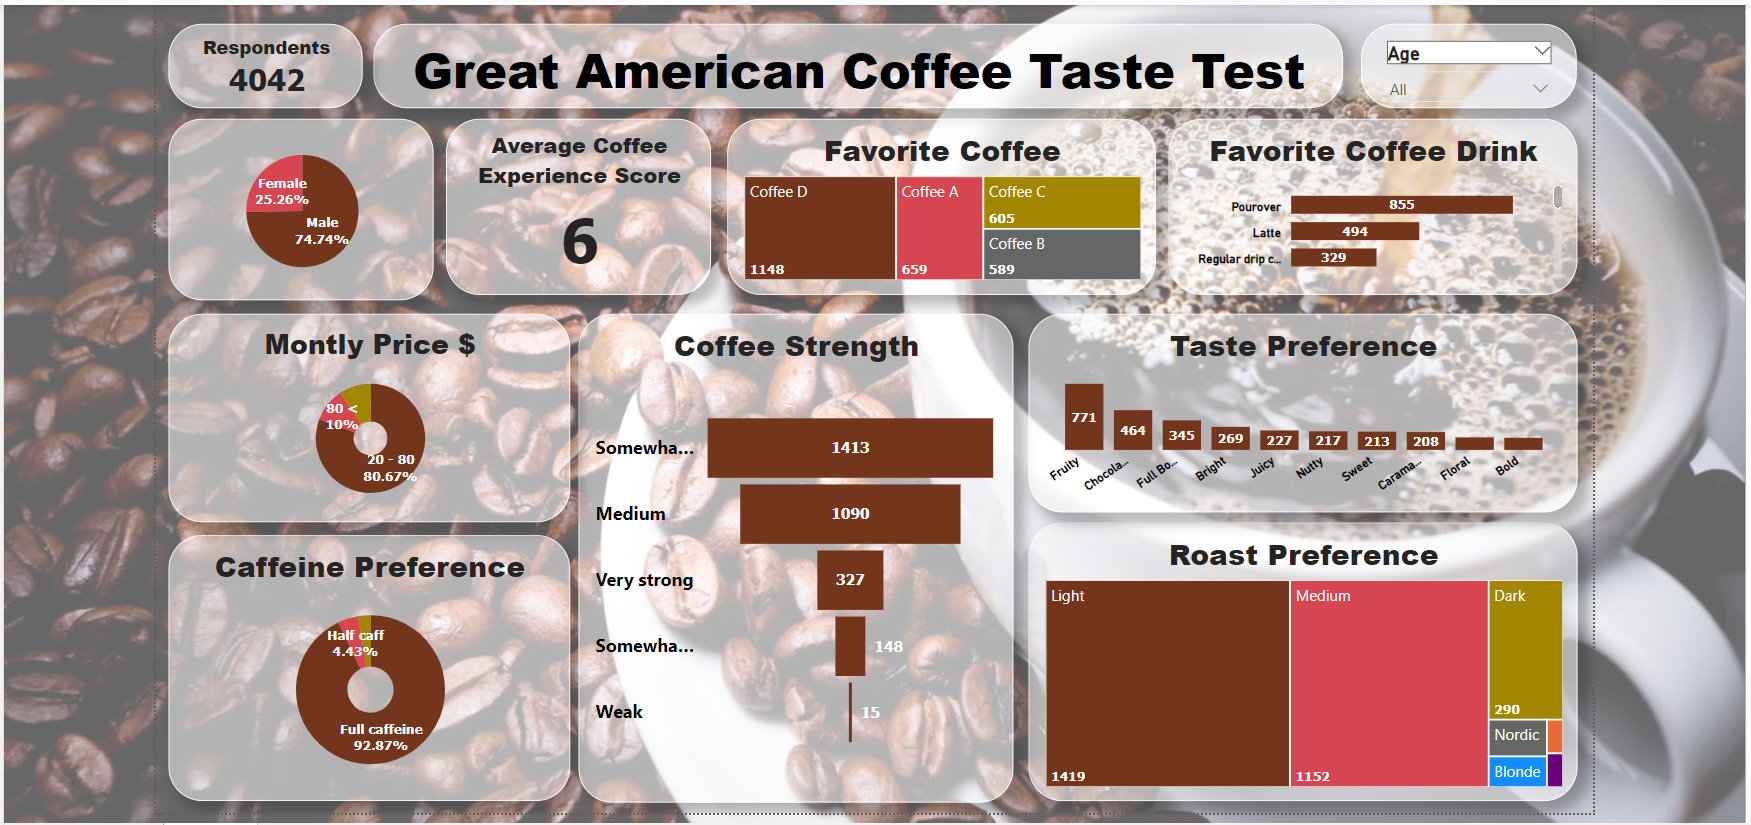 Respondents
4042
Great American Coffee Taste Test
Age
All
Female
25.26%
Male
74.74%
Average Coffee
Experience Score
6
Favorite Coffee
Coffee D
1148
Coffee A
659
Coffee C
605
Coffee B
589
Favorite Coffee Drink
Pourover
855
Latte
494
Regular drip c...
329
Montly Price $
80 <
10%
20 - 80
80.67%
Coffee Strength
Somewha...
1413
Medium
1090
Very strong
327
Somewha...
148
Weak
15
Taste Preference
771
464
345
269
227
217
213
208
Fruity
Chocola...
Full Bo...
Bright
Juicy
Nutty
Sweet
Carama...
Floral
Bold
Caffeine Preference
Half caff
4.43%
Full caffeine
92.87%
Roast Preference
Light
1419
Medium
1152
Dark
290
Nordic
Blonde